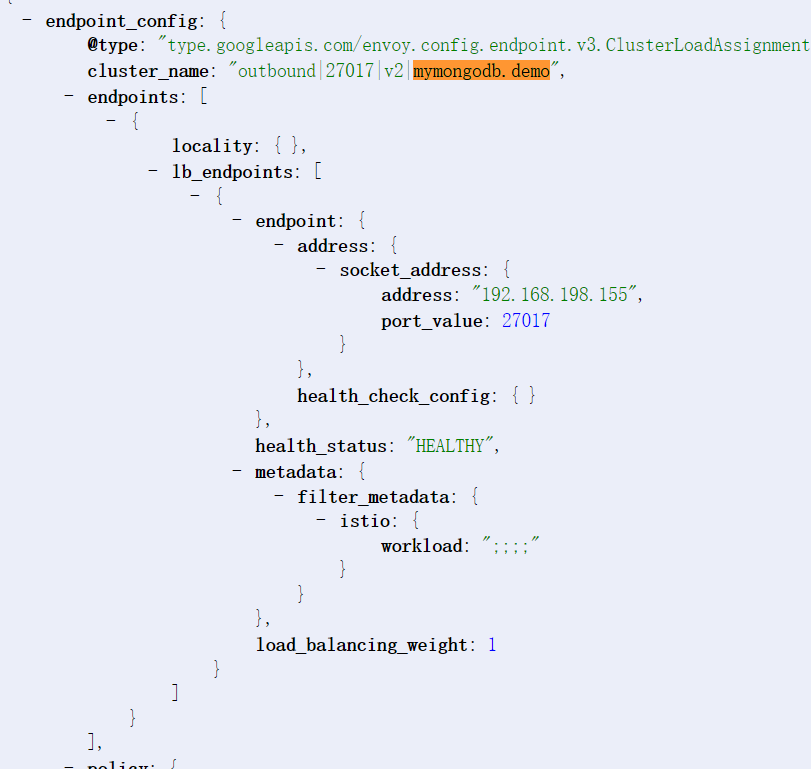 - endpoint_config: {
@type: "type.googleapis.com/envoy.config.endpoint.v3.ClusterLoadAssignment
cluster_name: "outbound|27017|v2|mymongodb.demo",
- endpoints: [
- {
locality: { },
- lb_endpoints: [
- {
- endpoint: {
- address: {
- socket_address: {
address: "192.168.198.155",
port_value: 27017
}
},
health_check_config: { }
},
health_status: "HEALTHY",
- metadata: {
- filter_metadata: {
- istio: {
workload: ";;;;"
}
}
},
load_balancing_weight: 1
}
]
}
],
- policy: {